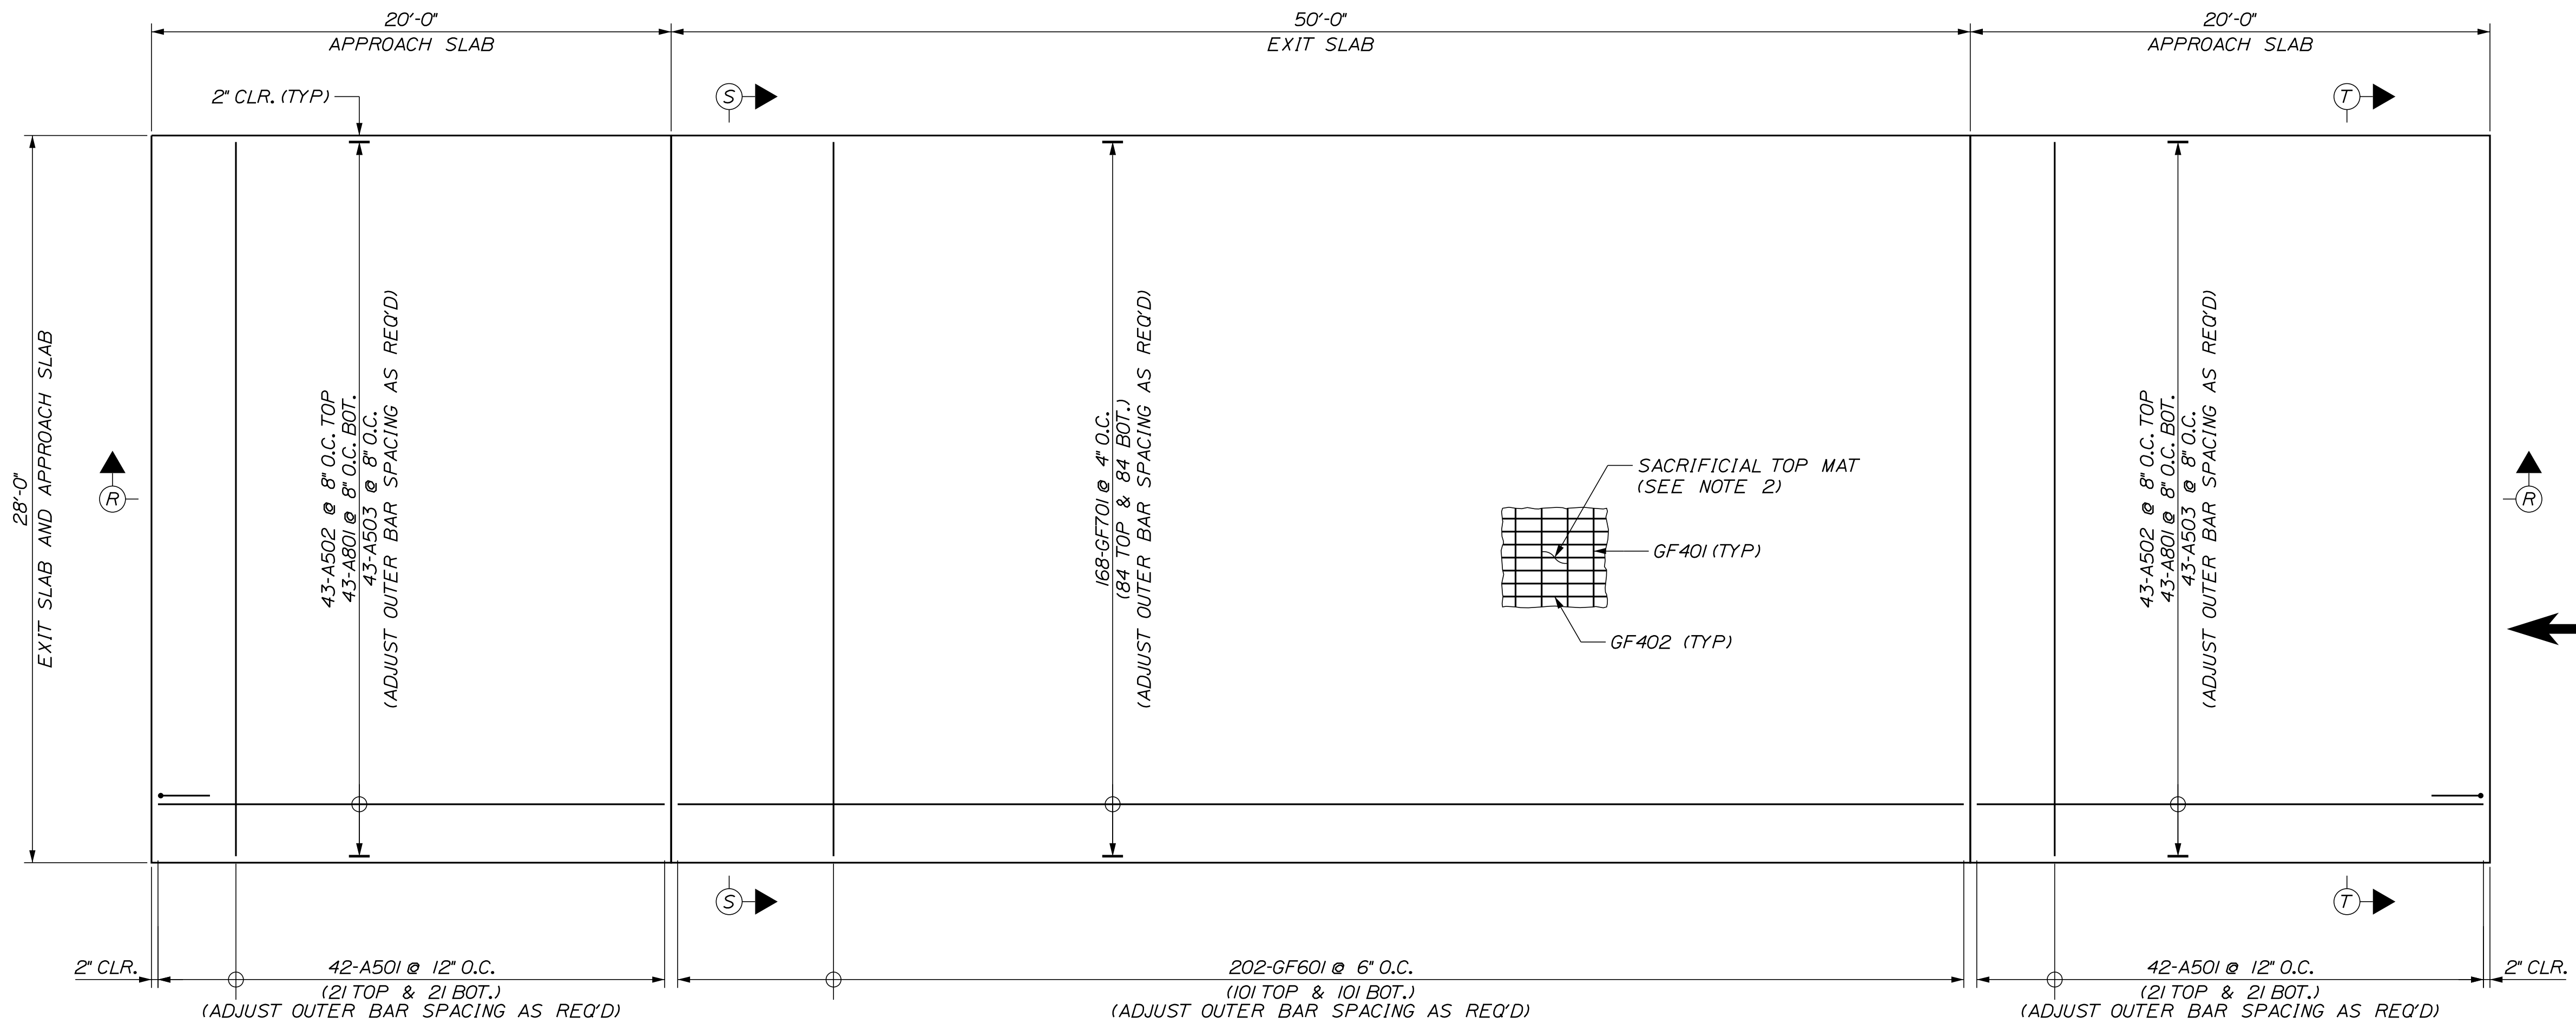 20'-0"
APPROACH SLAB
50'-0"
EXIT SLAB
20'-0"
APPROACH SLAB
2" CLR. (TYP)
S
T
28'-0"
EXIT SLAB AND APPROACH SLAB
R
43-A502 @ 8" O.C. TOP
43-A801 @ 8" O.C. BOT.
43-A503 @ 8" O.C.
(ADJUST OUTER BAR SPACING AS REQ'D)
168-GF701 @ 4" O.C.
(84 TOP & 84 BOT.)
(ADJUST OUTER BAR SPACING AS REQ'D)
SACRIFICIAL TOP MAT
(SEE NOTE 2)
GF401 (TYP)
GF402 (TYP)
43-A502 @ 8" O.C. TOP
43-A801 @ 8" O.C. BOT.
43-A503 @ 8" O.C.
(ADJUST OUTER BAR SPACING AS REQ'D)
R
S
T
2" CLR.
42-A501 @ 12" O.C.
(21 TOP & 21 BOT.)
(ADJUST OUTER BAR SPACING AS REQ'D)
202-GF601 @ 6" O.C.
(101 TOP & 101 BOT.)
(ADJUST OUTER BAR SPACING AS REQ'D)
42-A501 @ 12" O.C.
(21 TOP & 21 BOT.)
(ADJUST OUTER BAR SPACING AS REQ'D)
2" CLR.